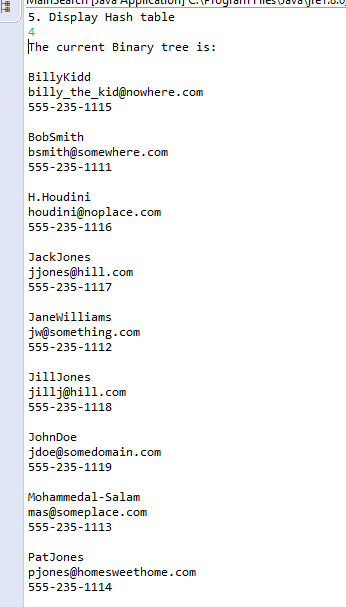 MainSearch [Java Application] C:\Program Files\Java\jre1.8.0
5. Display Hash table
4
The current Binary tree is:
BillyKidd
billy_the_kid@nowhere.com
555-235-1115
BobSmith
bsmith@somewhere.com
555-235-1111
H.Houdini
houdini@noplace.com
555-235-1116
JackJones
jjones@hill.com
555-235-1117
JaneWilliams
jw@something.com
555-235-1112
JillJones
jillj@hill.com
555-235-1118
JohnDoe
jdoe@somedomain.com
555-235-1119
Mohammedal-Salam
mas@someplace.com
555-235-1113
PatJones
pjones@homesweethome.com
555-235-1114